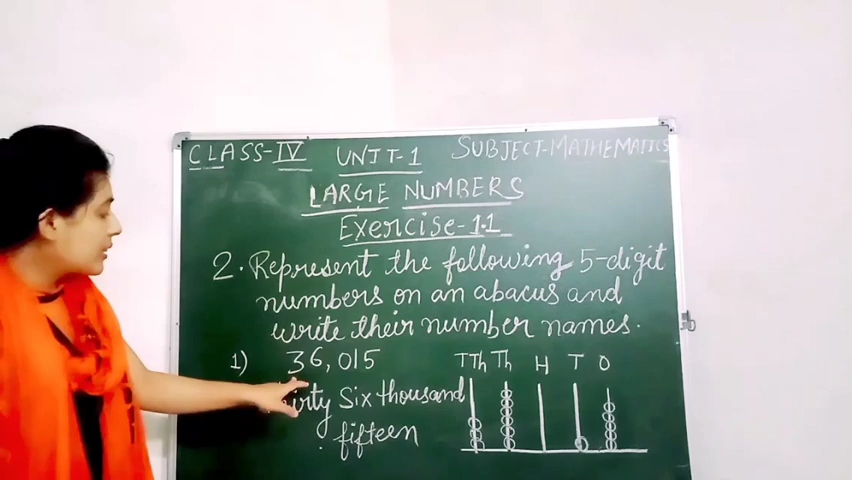 CLASS-IV UNIT-1 SUBJECT-MATHEMATICS
LARGE NUMBERS
Exercise-1.1
2. Represent the following 5-digit
numbers on an abacus and
write their number names.
1) 36,015 TTh Th H T O
Thirty Six thousand
fifteen